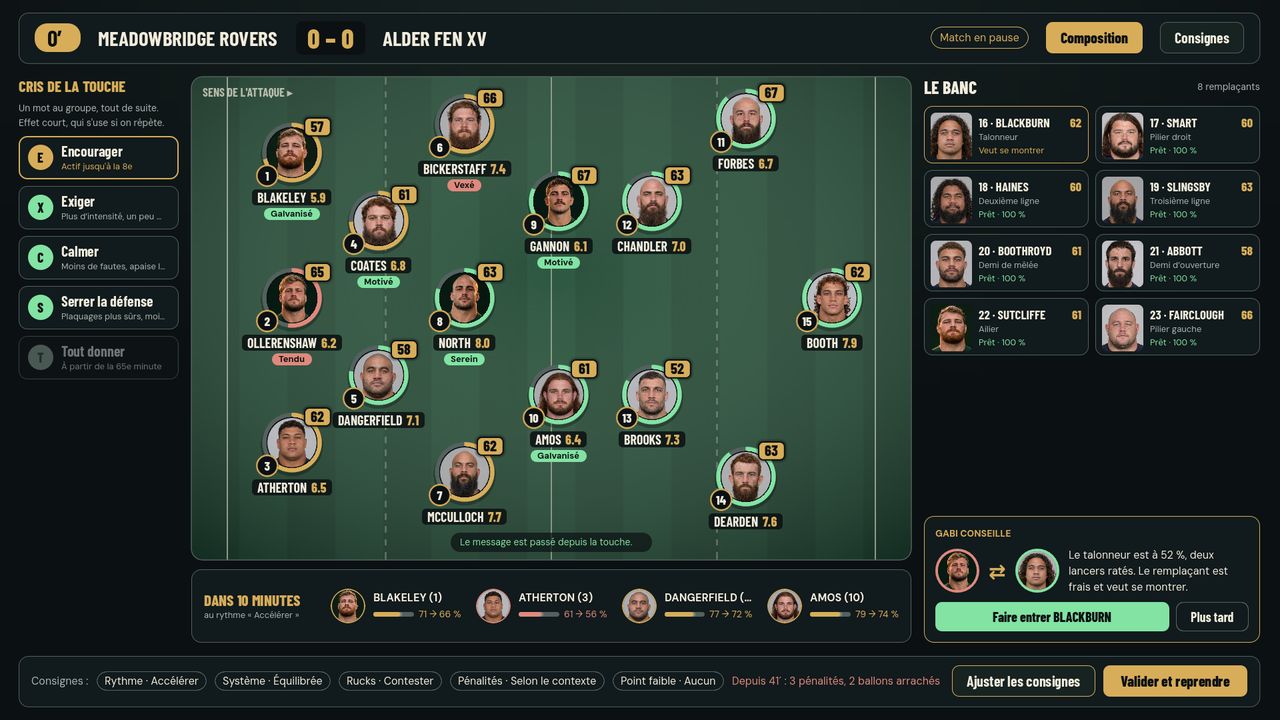 0’
MEADOWBRIDGE ROVERS
0 – 0
ALDER FEN XV
Match en pause
Composition
Consignes
CRIS DE LA TOUCHE
Un mot au groupe, tout de suite.
Effet court, qui s'use si on répète.
E
Encourager
Actif jusqu'à la 8e
X
Exiger
Plus d'intensité, un peu ...
C
Calmer
Moins de fautes, apaise l...
S
Serrer la défense
Plaquages plus sûrs, moi...
T
Tout donner
À partir de la 65e minute
SENS DE L'ATTAQUE ▸
57
1
BLAKELEY 5.9
Galvanisé
66
6
BICKERSTAFF 7.4
Vexé
67
11
FORBES 6.7
61
4
COATES 6.8
Motivé
67
9
GANNON 6.1
Motivé
63
12
CHANDLER 7.0
65
2
OLLERENSHAW 6.2
Tendu
63
8
NORTH 8.0
Serein
62
15
BOOTH 7.9
58
5
DANGERFIELD 7.1
61
10
AMOS 6.4
Galvanisé
52
13
BROOKS 7.3
62
3
ATHERTON 6.5
62
7
MCCULLOCH 7.7
63
14
DEARDEN 7.6
Le message est passé depuis la touche.
DANS 10 MINUTES
au rythme « Accélérer »
BLAKELEY (1)
71 → 66 %
ATHERTON (3)
61 → 56 %
DANGERFIELD (...
77 → 72 %
AMOS (10)
79 → 74 %
LE BANC
8 remplaçants
16 · BLACKBURN 62
Talonneur
Veut se montrer
17 · SMART 60
Pilier droit
Prêt · 100 %
18 · HAINES 60
Deuxième ligne
Prêt · 100 %
19 · SLINGSBY 63
Troisième ligne
Prêt · 100 %
20 · BOOTHROYD 61
Demi de mêlée
Prêt · 100 %
21 · ABBOTT 58
Demi d'ouverture
Prêt · 100 %
22 · SUTCLIFFE 61
Ailier
Prêt · 100 %
23 · FAIRCLOUGH 66
Pilier gauche
Prêt · 100 %
GABI CONSEILLE
Le talonneur est à 52 %, deux
lancers ratés. Le remplaçant est
frais et veut se montrer.
Faire entrer BLACKBURN
Plus tard
Consignes :
Rythme · Accélérer
Système · Équilibrée
Rucks · Contester
Pénalités · Selon le contexte
Point faible · Aucun
Depuis 41' : 3 pénalités, 2 ballons arrachés
Ajuster les consignes
Valider et reprendre